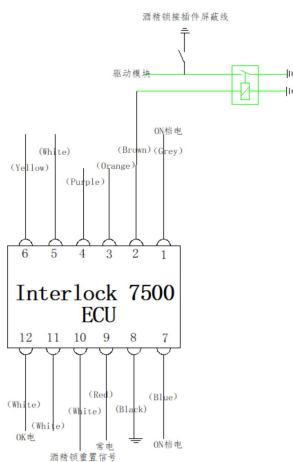 酒精锁接插件屏蔽线
驱动模块
ON档电
(White)
(Brown)
(Grey)
(Yellow)
(Orange)
(Purple)
6 5 4 3 2 1
Interlock 7500
ECU
12 11 10 9 8 7
(Red)
(Blue)
(White)
(White)
(Black)
(White)
OK电
常电
ON档电
酒精锁重置信号